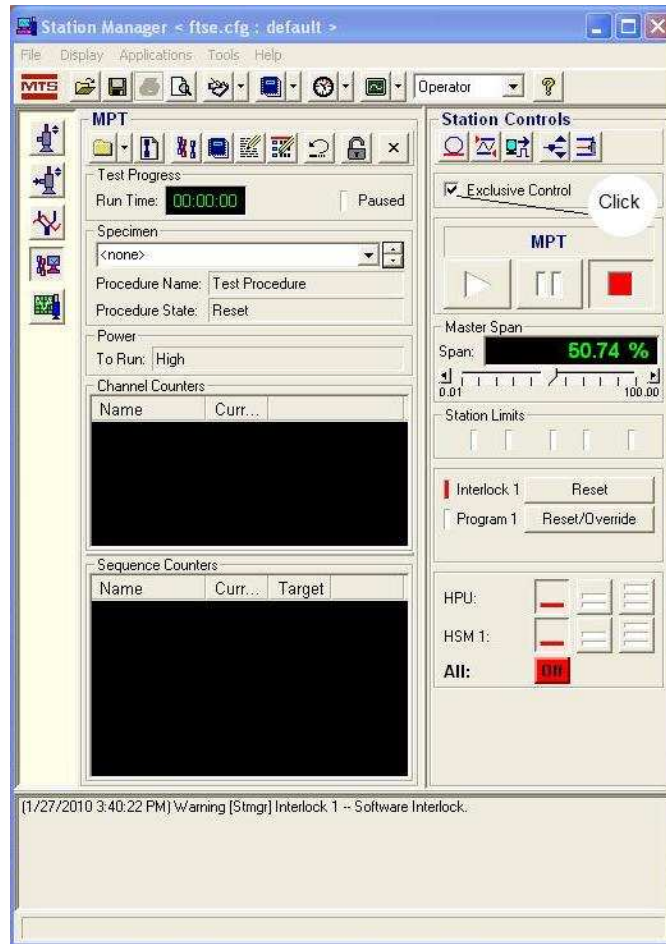 Station Manager < ftse.cfg : default >
File Display Applications Tools Help
MTS
Operator
?
MPT
Test Progress
Run Time: 00:00:00 Paused
Specimen
<none>
Procedure Name: Test Procedure
Procedure State: Reset
Power
To Run: High
Channel Counters
Name Curr...
Sequence Counters
Name Curr... Target
Station Controls
Exclusive Control
Click
MPT
Master Span
Span: 50.74 %
0.01 100.00
Station Limits
Interlock 1 Reset
Program 1 Reset/Override
HPU:
HSM 1:
All: Off
(1/27/2010 3:40:22 PM) Warning [Stmgr] Interlock 1 -- Software Interlock.